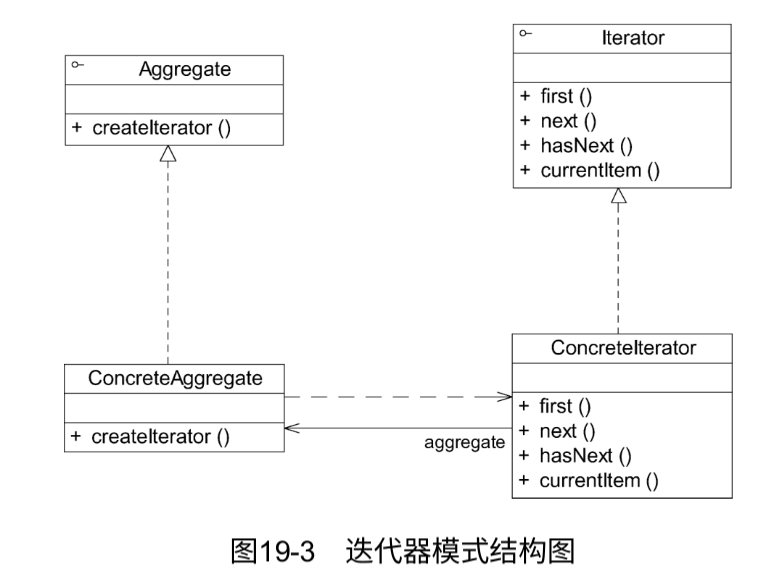 Aggregate
+ createIterator ()
Iterator
+ first ()
+ next ()
+ hasNext ()
+ currentItem ()
ConcreteAggregate
+ createIterator ()
aggregate
ConcreteIterator
+ first ()
+ next ()
+ hasNext ()
+ currentItem ()
图19-3 迭代器模式结构图